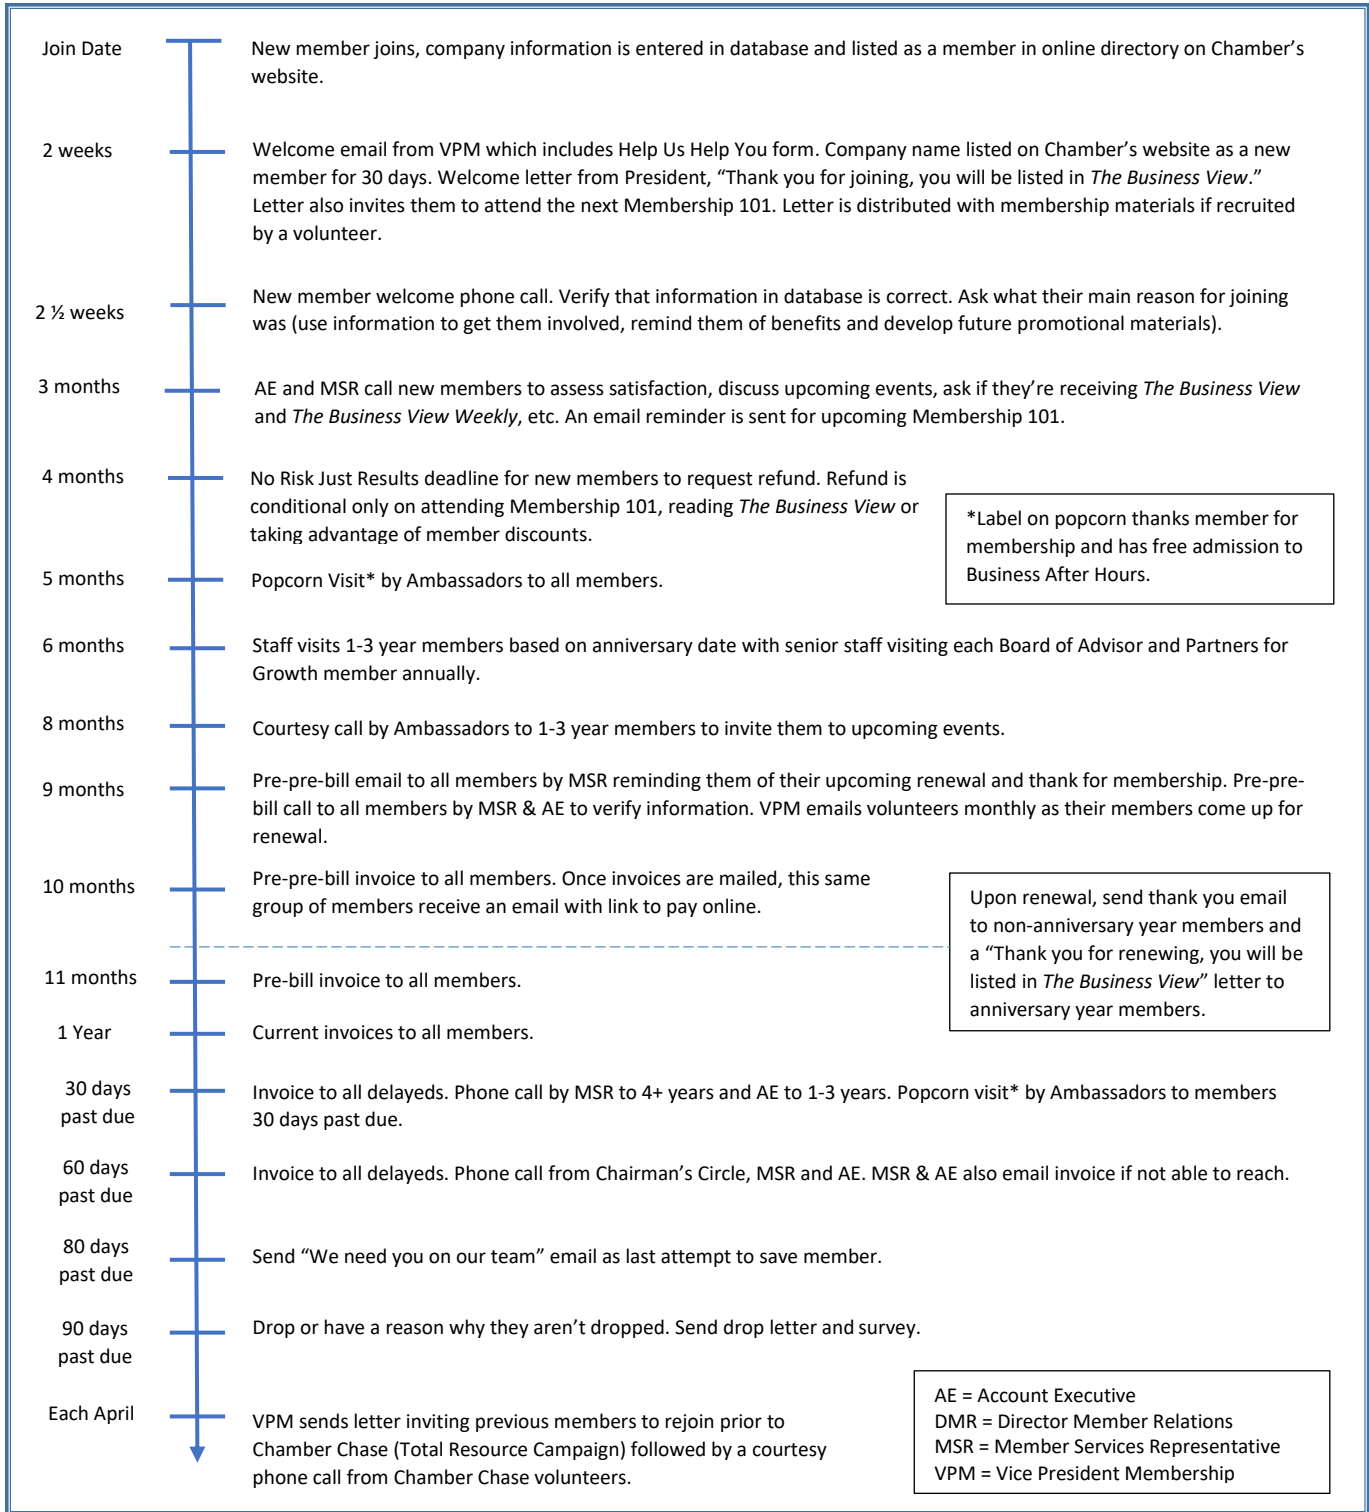 Join Date
New member joins, company information is entered in database and listed as a member in online directory on Chamber’s
website.
2 weeks
Welcome email from VPM which includes Help Us Help You form. Company name listed on Chamber’s website as a new
member for 30 days. Welcome letter from President, “Thank you for joining, you will be listed in The Business View.”
Letter also invites them to attend the next Membership 101. Letter is distributed with membership materials if recruited
by a volunteer.
2 ½ weeks
New member welcome phone call. Verify that information in database is correct. Ask what their main reason for joining
was (use information to get them involved, remind them of benefits and develop future promotional materials).
3 months
AE and MSR call new members to assess satisfaction, discuss upcoming events, ask if they’re receiving The Business View
and The Business View Weekly, etc. An email reminder is sent for upcoming Membership 101.
4 months
No Risk Just Results deadline for new members to request refund. Refund is
conditional only on attending Membership 101, reading The Business View or
taking advantage of member discounts.
*Label on popcorn thanks member for
membership and has free admission to
Business After Hours.
5 months
Popcorn Visit* by Ambassadors to all members.
6 months
Staff visits 1-3 year members based on anniversary date with senior staff visiting each Board of Advisor and Partners for
Growth member annually.
8 months
Courtesy call by Ambassadors to 1-3 year members to invite them to upcoming events.
9 months
Pre-pre-bill email to all members by MSR reminding them of their upcoming renewal and thank for membership. Pre-pre-
bill call to all members by MSR & AE to verify information. VPM emails volunteers monthly as their members come up for
renewal.
10 months
Pre-pre-bill invoice to all members. Once invoices are mailed, this same
group of members receive an email with link to pay online.
Upon renewal, send thank you email
to non-anniversary year members and
a “Thank you for renewing, you will be
listed in The Business View” letter to
anniversary year members.
11 months
Pre-bill invoice to all members.
1 Year
Current invoices to all members.
30 days
past due
Invoice to all delayeds. Phone call by MSR to 4+ years and AE to 1-3 years. Popcorn visit* by Ambassadors to members
30 days past due.
60 days
past due
Invoice to all delayeds. Phone call from Chairman’s Circle, MSR and AE. MSR & AE also email invoice if not able to reach.
80 days
past due
Send “We need you on our team” email as last attempt to save member.
90 days
past due
Drop or have a reason why they aren’t dropped. Send drop letter and survey.
Each April
VPM sends letter inviting previous members to rejoin prior to
Chamber Chase (Total Resource Campaign) followed by a courtesy
phone call from Chamber Chase volunteers.
AE = Account Executive
DMR = Director Member Relations
MSR = Member Services Representative
VPM = Vice President Membership